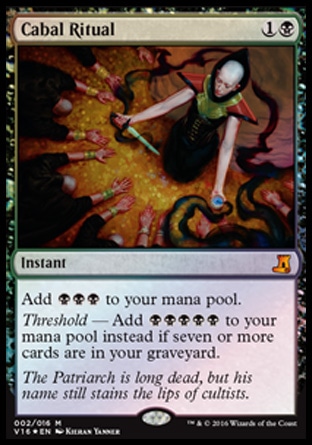 Cabal Ritual 1
Instant
Add to your mana pool.
Threshold — Add to your
mana pool instead if seven or more
cards are in your graveyard.
The Patriarch is long dead, but his
name still stains the lips of cultists.
002/016 M
V16 ★ EN Kieran Yanner
™ & © 2016 Wizards of the Coast